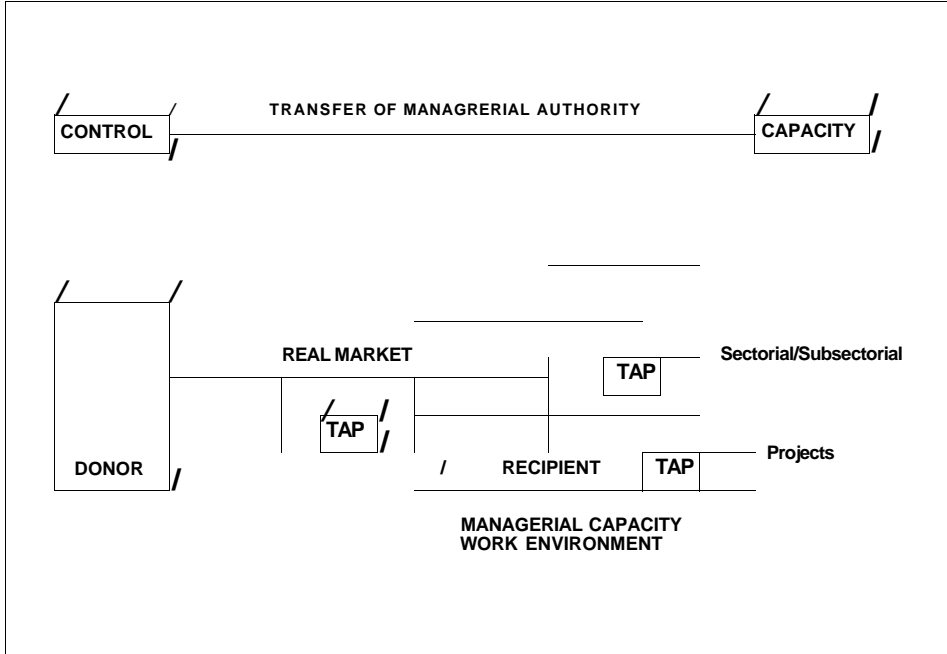 TRANSFER OF MANAGRERIAL AUTHORITY
CONTROL
CAPACITY
REAL MARKET
Sectorial/Subsectorial
TAP
TAP
Projects
DONOR
/ RECIPIENT
TAP
MANAGERIAL CAPACITY
WORK ENVIRONMENT